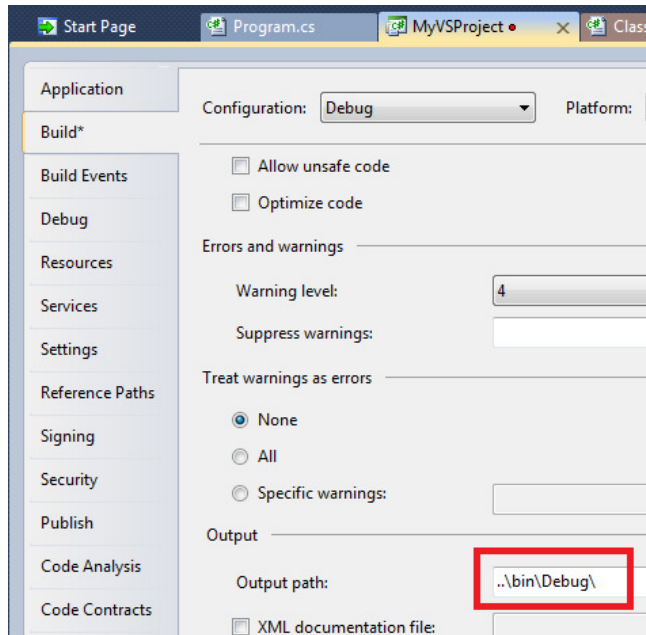 Start Page
Program.cs
MyVSProject
Clas
Application
Build*
Build Events
Debug
Resources
Services
Settings
Reference Paths
Signing
Security
Publish
Code Analysis
Code Contracts
Configuration: Debug Platform:
Allow unsafe code
Optimize code
Errors and warnings
Warning level: 4
Suppress warnings:
Treat warnings as errors
None
All
Specific warnings:
Output
Output path: ..\bin\Debug\
XML documentation file: